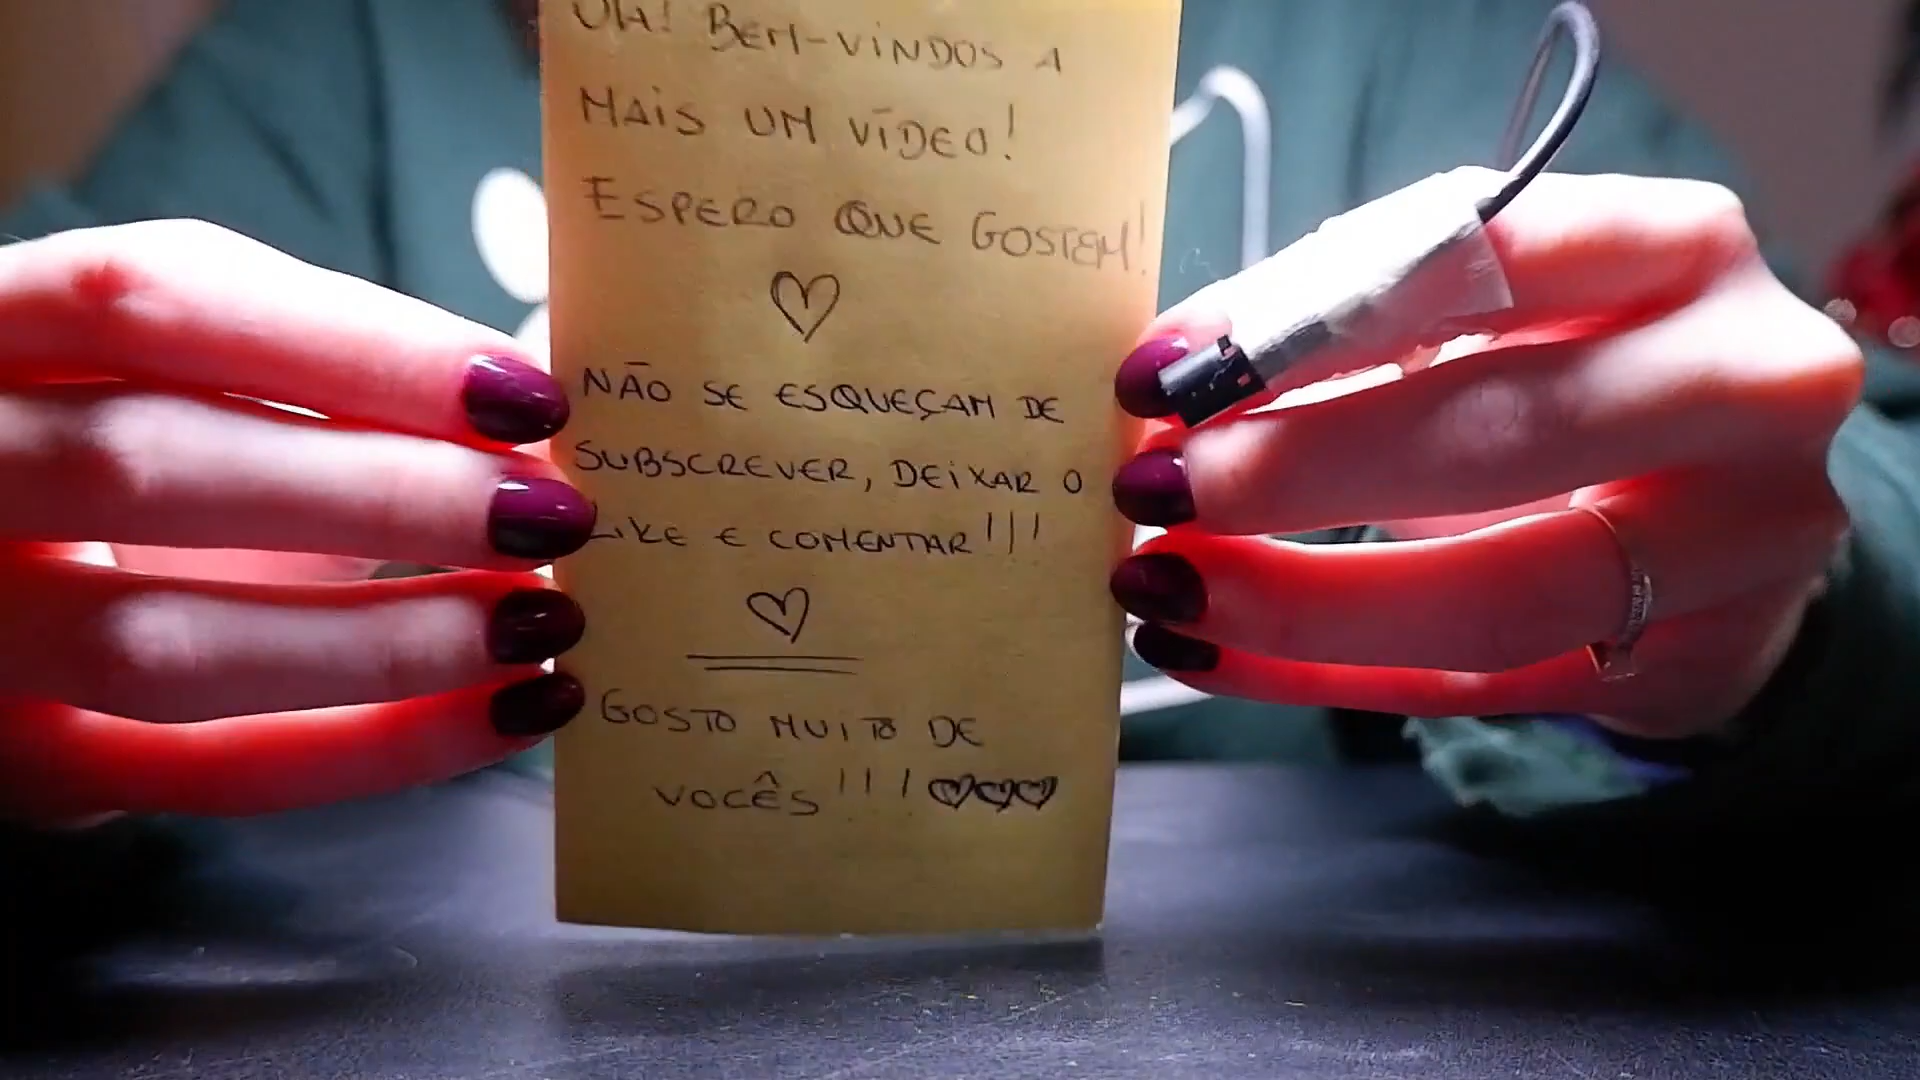 BEM-VINDOS A
MAIS UM VÍDEO!
ESPERO QUE GOSTEM!
NÃO SE ESQUEÇAM DE
SUBSCREVER, DEIXAR O
LIKE E COMENTAR!!!
GOSTO MUITO DE
VOCÊS!!!